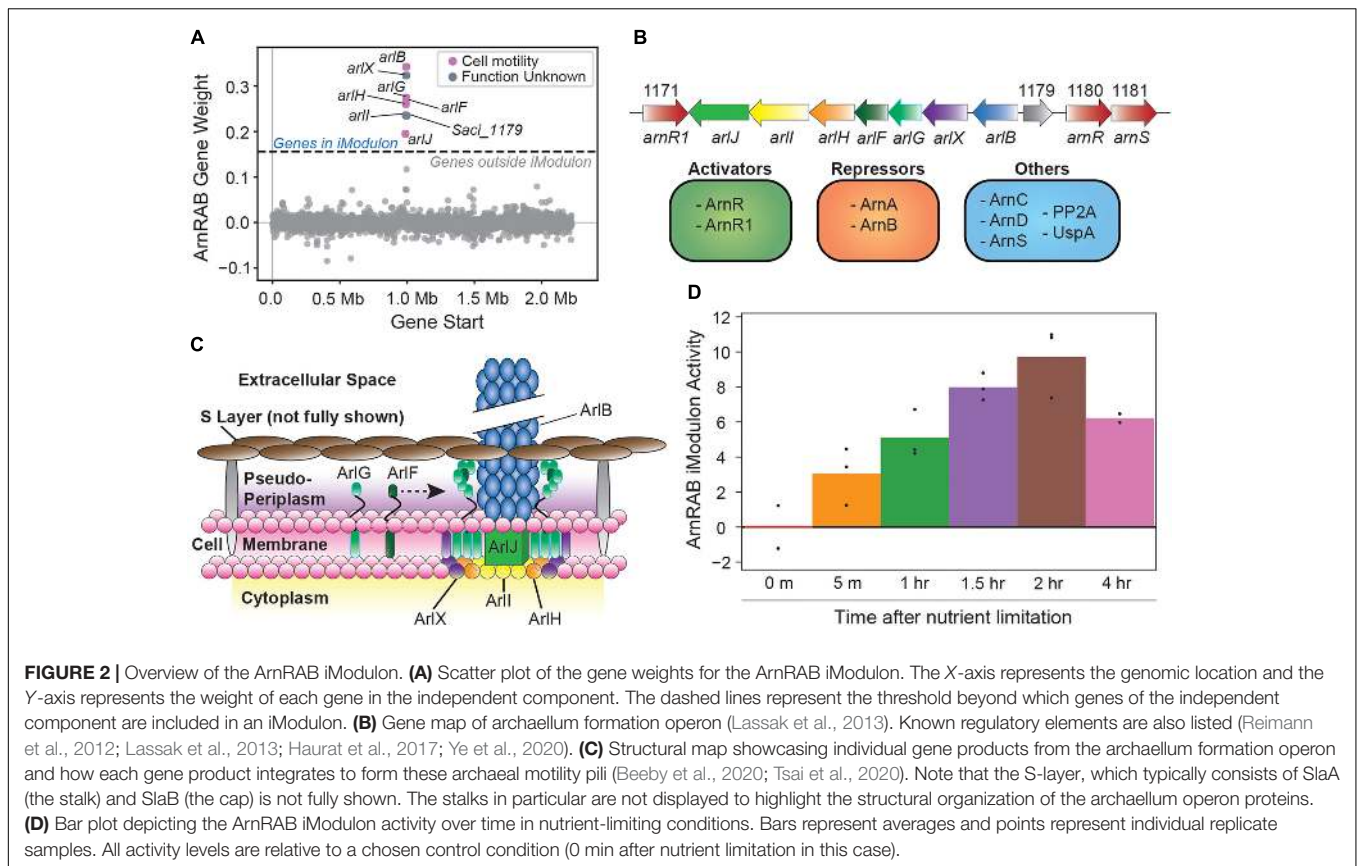 A
arlB
arlX
arlG
arlH
arlF
arlI
Saci_1179
arlJ
Cell motility
Function Unknown
Genes in iModulon
Genes outside iModulon
0.3
0.2
0.1
0.0
−0.1
ArnRAB Gene Weight
0.0
0.5 Mb
1.0 Mb
1.5 Mb
2.0 Mb
Gene Start
B
1171
1179
1180
1181
arnR1
arlJ
arlI
arlH
arlF
arlG
arlX
arlB
arnR
arnS
Activators
- ArnR
- ArnR1
Repressors
- ArnA
- ArnB
Others
- ArnC
- ArnD
- ArnS
- PP2A
- UspA
C
Extracellular Space
S Layer (not fully shown)
ArlB
ArlG
ArlF
Pseudo-
Periplasm
Cell Membrane
ArlJ
Cytoplasm
ArlX
ArlI
ArlH
D
12
10
8
6
4
2
0
−2
ArnRAB iModulon Activity
0 m
5 m
1 hr
1.5 hr
2 hr
4 hr
Time after nutrient limitation
FIGURE 2 | Overview of the ArnRAB iModulon. (A) Scatter plot of the gene weights for the ArnRAB iModulon. The X-axis represents the genomic location and the
Y-axis represents the weight of each gene in the independent component. The dashed lines represent the threshold beyond which genes of the independent
component are included in an iModulon. (B) Gene map of archaellum formation operon (Lassak et al., 2013). Known regulatory elements are also listed (Reimann
et al., 2012; Lassak et al., 2013; Haurat et al., 2017; Ye et al., 2020). (C) Structural map showcasing individual gene products from the archaellum formation operon
and how each gene product integrates to form these archaeal motility pili (Beeby et al., 2020; Tsai et al., 2020). Note that the S-layer, which typically consists of SlaA
(the stalk) and SlaB (the cap) is not fully shown. The stalks in particular are not displayed to highlight the structural organization of the archaellum operon proteins.
(D) Bar plot depicting the ArnRAB iModulon activity over time in nutrient-limiting conditions. Bars represent averages and points represent individual replicate
samples. All activity levels are relative to a chosen control condition (0 min after nutrient limitation in this case).